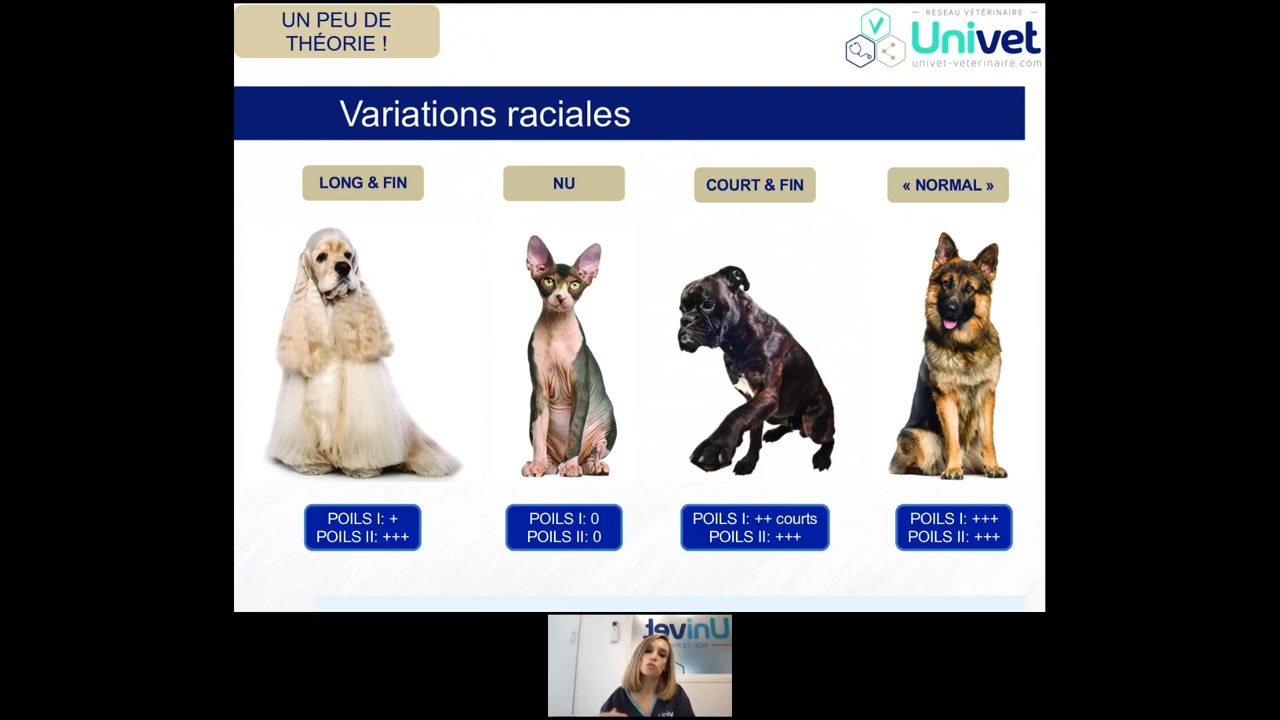 UN PEU DE
THÉORIE !
RÉSEAU VÉTÉRINAIRE
Univet
univet-veterinaire.com
Variations raciales
LONG & FIN
NU
COURT & FIN
« NORMAL »
POILS I: +
POILS II: +++
POILS I: 0
POILS II: 0
POILS I: ++ courts
POILS II: +++
POILS I: +++
POILS II: +++
Univet